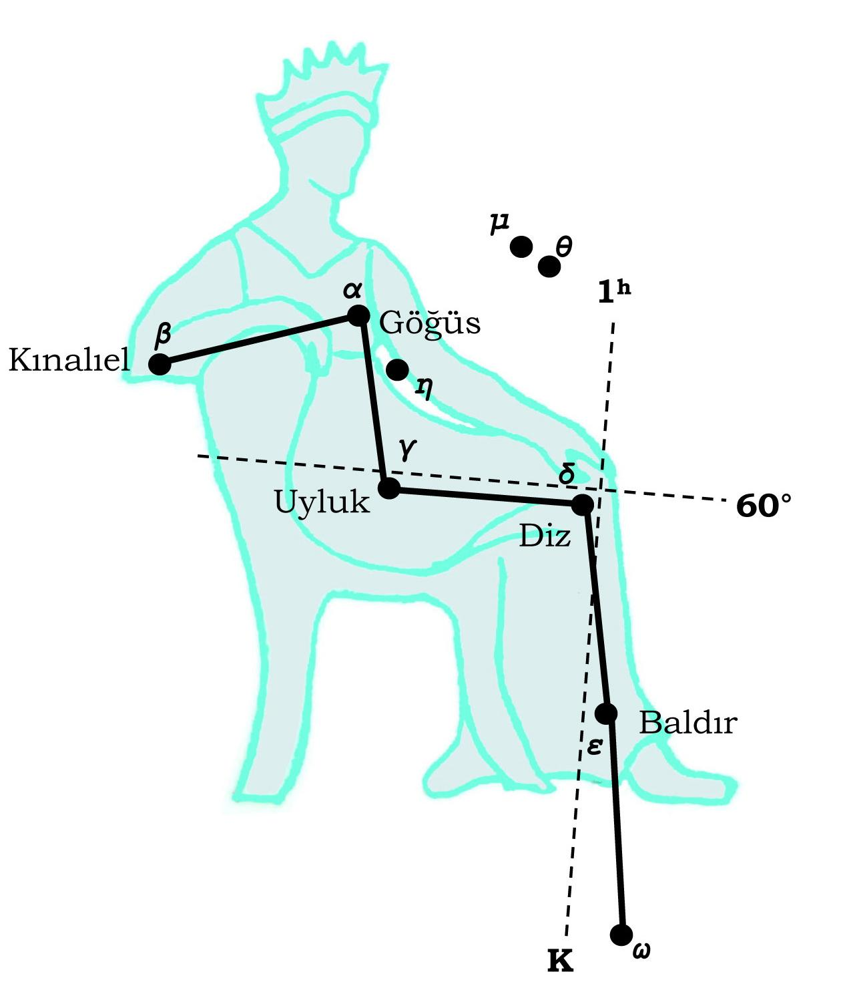 μ
θ
1ʰ
α
Göğüs
β
Kınalıel
η
γ
δ
Uyluk
60°
Diz
Baldır
ε
ω
K